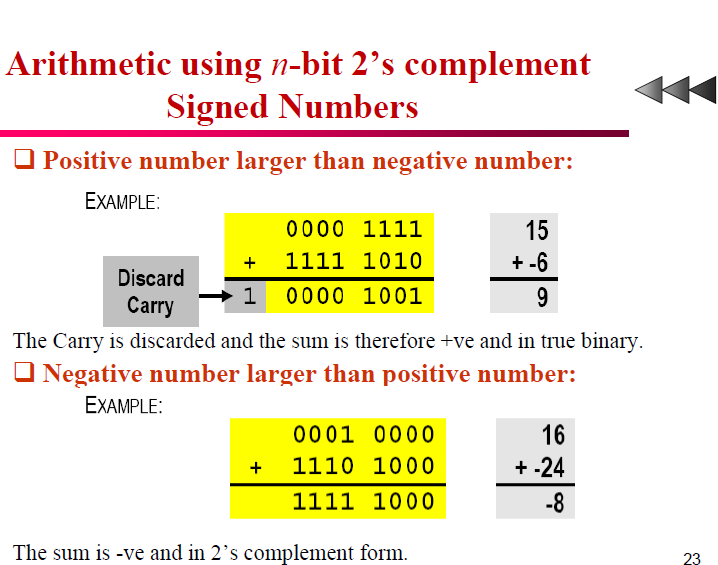 Arithmetic using n-bit 2’s complement
Signed Numbers
Positive number larger than negative number:
EXAMPLE:
0000 1111
+ 1111 1010
1 0000 1001
15
+ -6
9
Discard
Carry
The Carry is discarded and the sum is therefore +ve and in true binary.
Negative number larger than positive number:
EXAMPLE:
0001 0000
+ 1110 1000
1111 1000
16
+ -24
-8
The sum is -ve and in 2’s complement form.
23